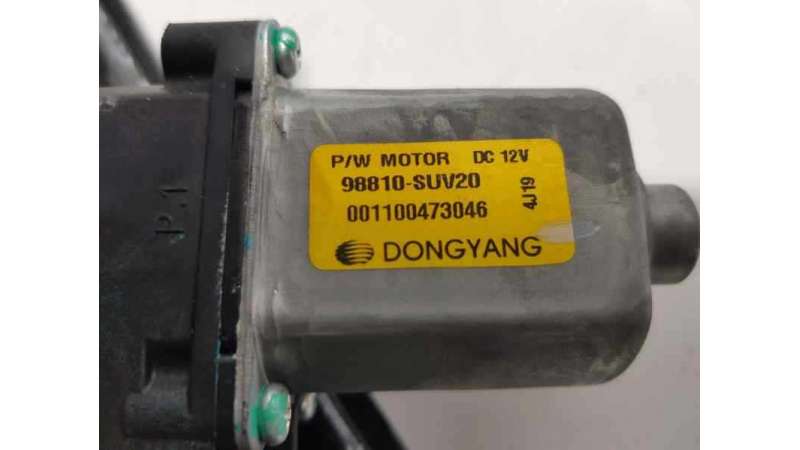 P/W MOTOR DC 12V
98810-SUV20
001100473046
4J19
DONGYANG
P.1